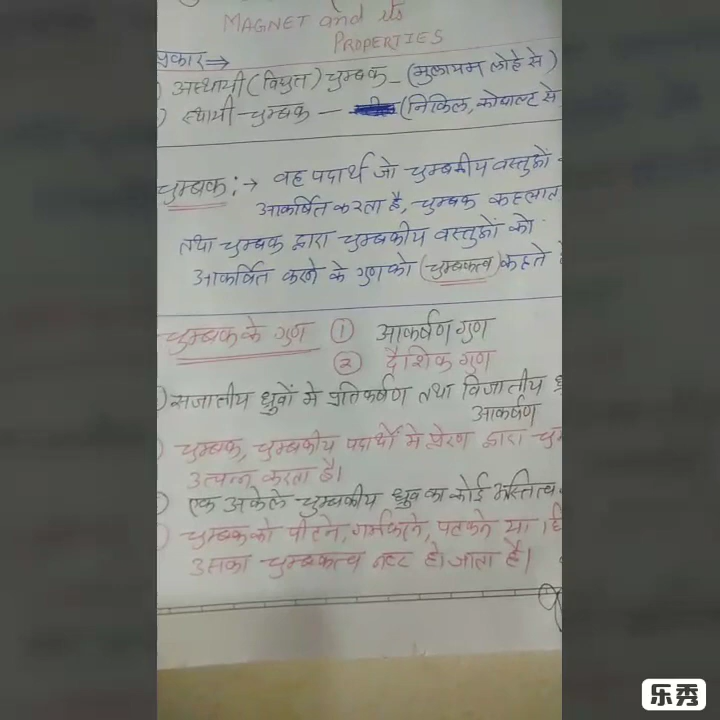 MAGNET and its
PROPERTIES
प्रकार ⇒
अस्थायी (विद्युत) चुम्बक - (मुलायम लोहे से)
स्थायी चुम्बक - (निकिल, कोबाल्ट से
चुम्बक :→ वह पदार्थ जो चुम्बकीय वस्तुओं
आकर्षित करता है, चुम्बक कहलाता
तथा चुम्बक द्वारा चुम्बकीय वस्तुओं को
आकर्षित करने के गुण को (चुम्बकत्व) कहते
चुम्बक के गुण ① आकर्षण गुण
② दैशिक गुण
सजातीय ध्रुवों में प्रतिकर्षण तथा विजातीय
आकर्षण
चुम्बक, चुम्बकीय पदार्थों में प्रेरण द्वारा
उत्पन्न करता है।
एक अकेले चुम्बकीय ध्रुव का कोई अस्तित्व
चुम्बक को पीटने, गर्म करने, पटकने या
उसका चुम्बकत्व नष्ट हो जाता है।
乐秀